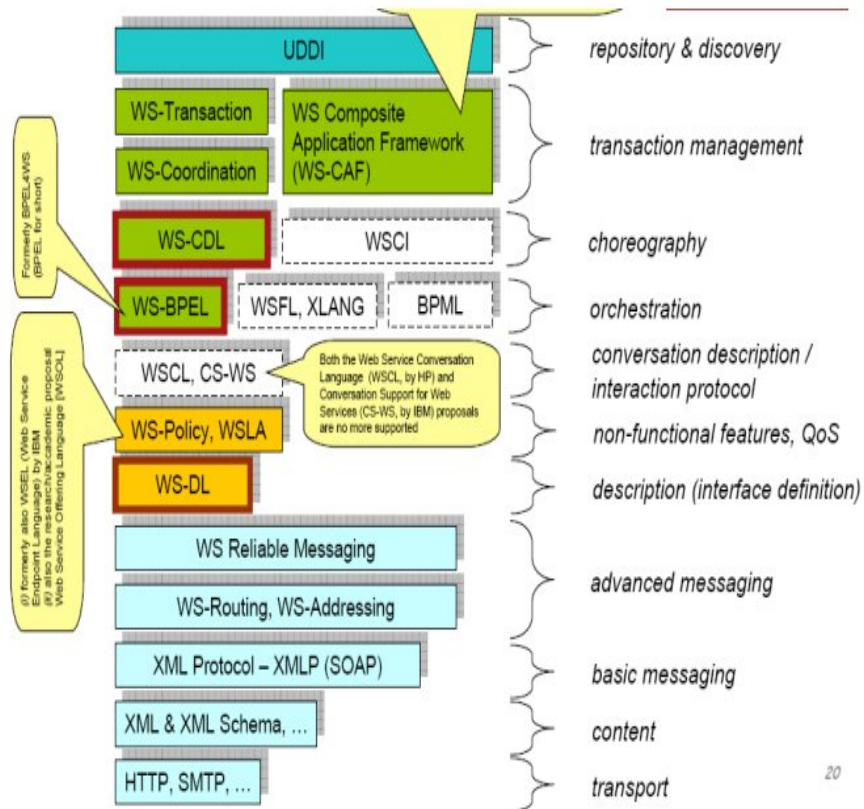 UDDI
repository & discovery
WS-Transaction
WS Composite
Application Framework
(WS-CAF)
WS-Coordination
transaction management
Formerly BPEL4WS
(BPEL for short)
WS-CDL
WSCI
choreography
WS-BPEL
WSFL, XLANG
BPML
orchestration
WSCL, CS-WS
Both the Web Service Conversation
Language (WSCL, by HP) and
Conversation Support for Web
Services (CS-WS, by IBM) proposals
are no more supported
conversation description /
interaction protocol
(i) formerly also WSEL (Web Service
Endpoint Language) by IBM
also the research/accademic proposal
Web Service Offering Language [WSOL]
WS-Policy, WSLA
non-functional features, QoS
WS-DL
description (interface definition)
WS Reliable Messaging
WS-Routing, WS-Addressing
advanced messaging
XML Protocol – XMLP (SOAP)
basic messaging
XML & XML Schema, …
content
HTTP, SMTP, …
transport
20